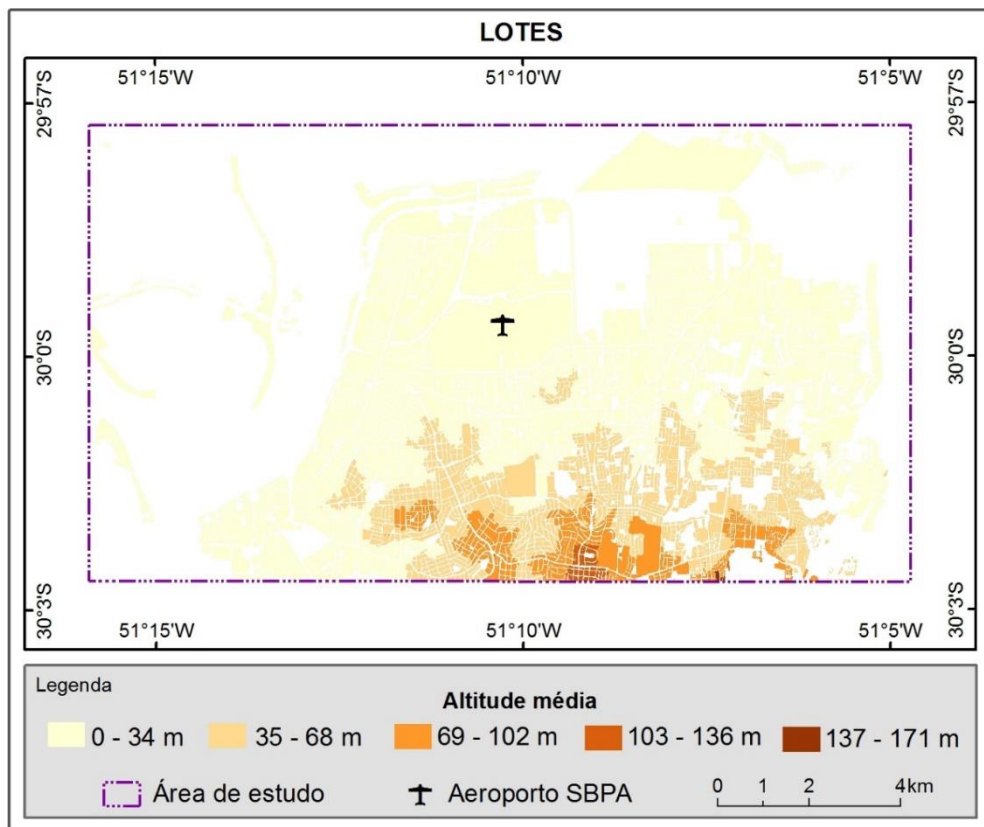 LOTES
51°15'W 51°10'W 51°5'W
29°57'S 29°57'S
30°0'S 30°0'S
30°3'S 30°3'S
51°15'W 51°10'W 51°5'W
Legenda
Altitude média
0 - 34 m 35 - 68 m 69 - 102 m 103 - 136 m 137 - 171 m
Área de estudo Aeroporto SBPA 0 1 2 4 km